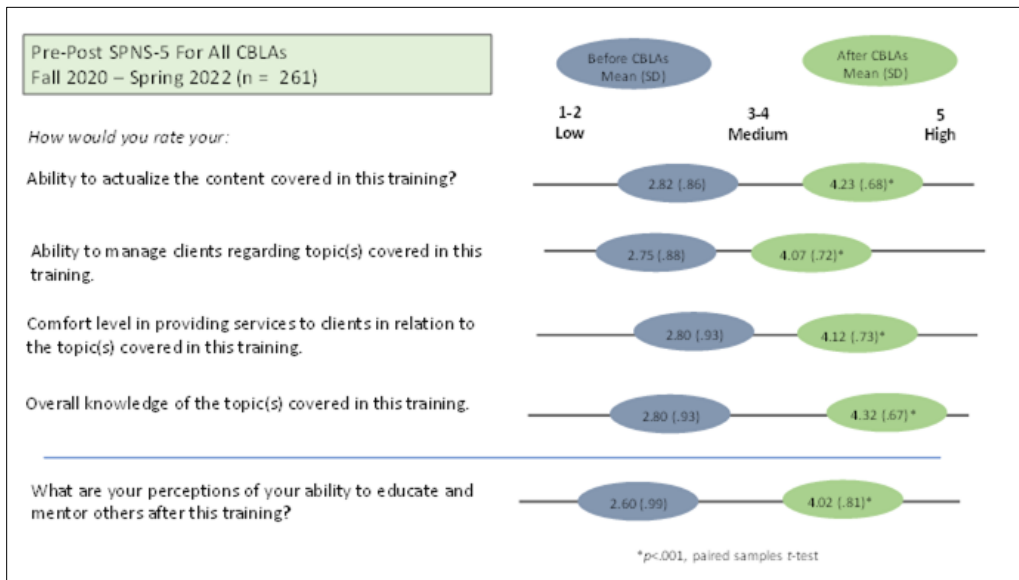 Pre-Post SPNS-5 For All CBLAs
Fall 2020 – Spring 2022 (n = 261)
Before CBLAs
Mean (SD)
After CBLAs
Mean (SD)
1-2
Low
3-4
Medium
5
High
How would you rate your:
Ability to actualize the content covered in this training?
2.82 (.86)
4.23 (.68)*
Ability to manage clients regarding topic(s) covered in this
training.
2.75 (.88)
4.07 (.72)*
Comfort level in providing services to clients in relation to
the topic(s) covered in this training.
2.80 (.93)
4.12 (.73)*
Overall knowledge of the topic(s) covered in this training.
2.80 (.93)
4.32 (.67)*
What are your perceptions of your ability to educate and
mentor others after this training?
2.60 (.99)
4.02 (.81)*
*p<.001, paired samples t-test